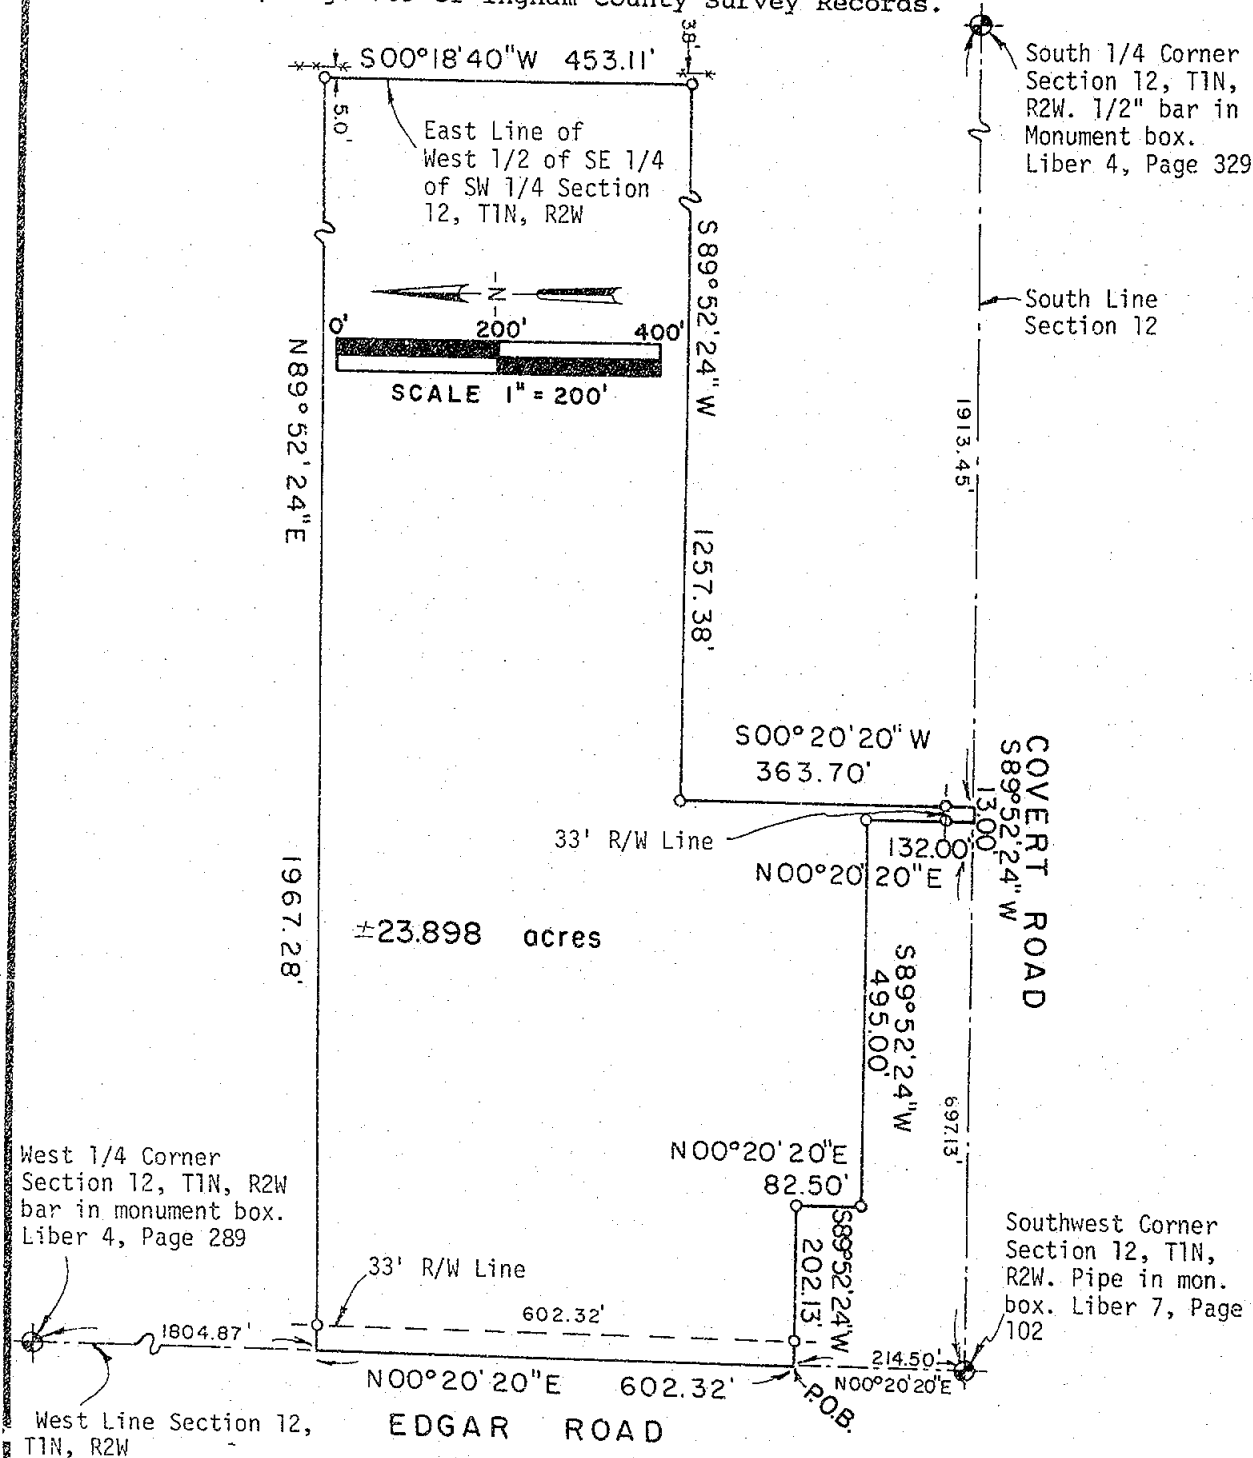 of Ingham County Survey Records.
S00°18'40"W 453.11'
38'
5.0'
East Line of
West 1/2 of SE 1/4
of SW 1/4 Section
12, T1N, R2W
South 1/4 Corner
Section 12, T1N,
R2W. 1/2" bar in
Monument box.
Liber 4, Page 329
N
0' 200' 400'
SCALE 1" = 200'
South Line
Section 12
N89°52'24"E
1967.28'
S89°52'24"W
1257.38'
1913.45'
S00°20'20"W
363.70'
33' R/W Line
COVERT ROAD
S89°52'24"W
13.00'
132.00'
N00°20'20"E
±23.898 acres
S89°52'24"W
495.00'
697.13'
N00°20'20"E
82.50'
S89°52'24"W
202.13'
West 1/4 Corner
Section 12, T1N, R2W
bar in monument box.
Liber 4, Page 289
Southwest Corner
Section 12, T1N,
R2W. Pipe in mon.
box. Liber 7, Page
102
33' R/W Line
602.32'
1804.87'
214.50'
N00°20'20"E
N00°20'20"E 602.32'
P.O.B.
West Line Section 12,
T1N, R2W
EDGAR ROAD